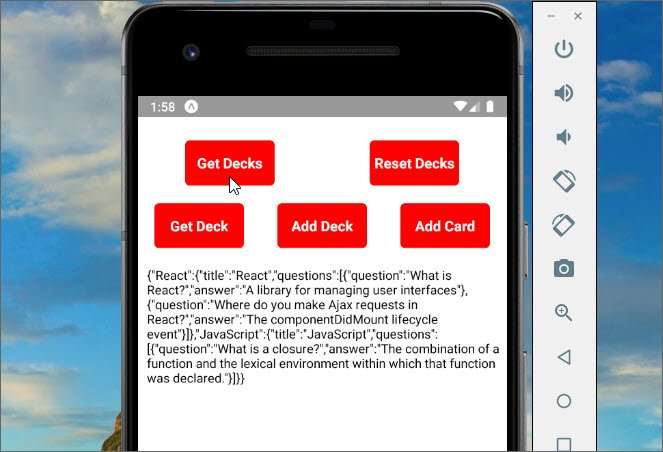 1:58
Get Decks Reset Decks
Get Deck Add Deck Add Card
{"React":{"title":"React","questions":[{"question":"What is
React?","answer":"A library for managing user interfaces"},
{"question":"Where do you make Ajax requests in
React?","answer":"The componentDidMount lifecycle
event"}]},"JavaScript":{"title":"JavaScript","questions":
[{"question":"What is a closure?","answer":"The combination of a
function and the lexical environment within which that function
was declared."}]}}